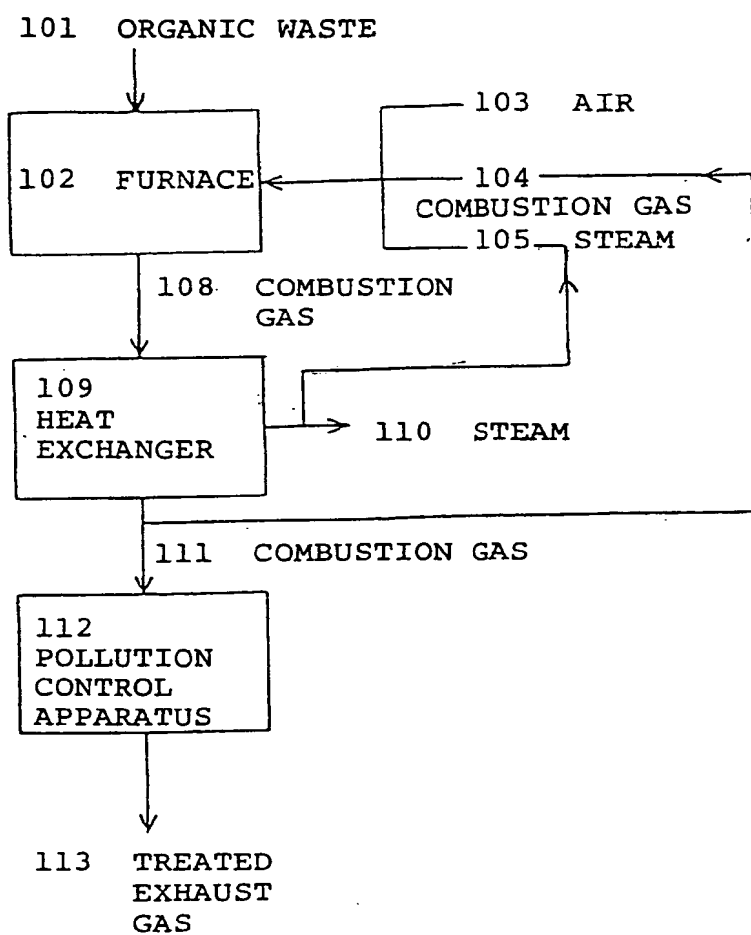 101 ORGANIC WASTE
103 AIR
102 FURNACE
104
COMBUSTION GAS
105 STEAM
108 COMBUSTION
GAS
109
HEAT
EXCHANGER
110 STEAM
111 COMBUSTION GAS
112
POLLUTION
CONTROL
APPARATUS
113 TREATED
EXHAUST
GAS